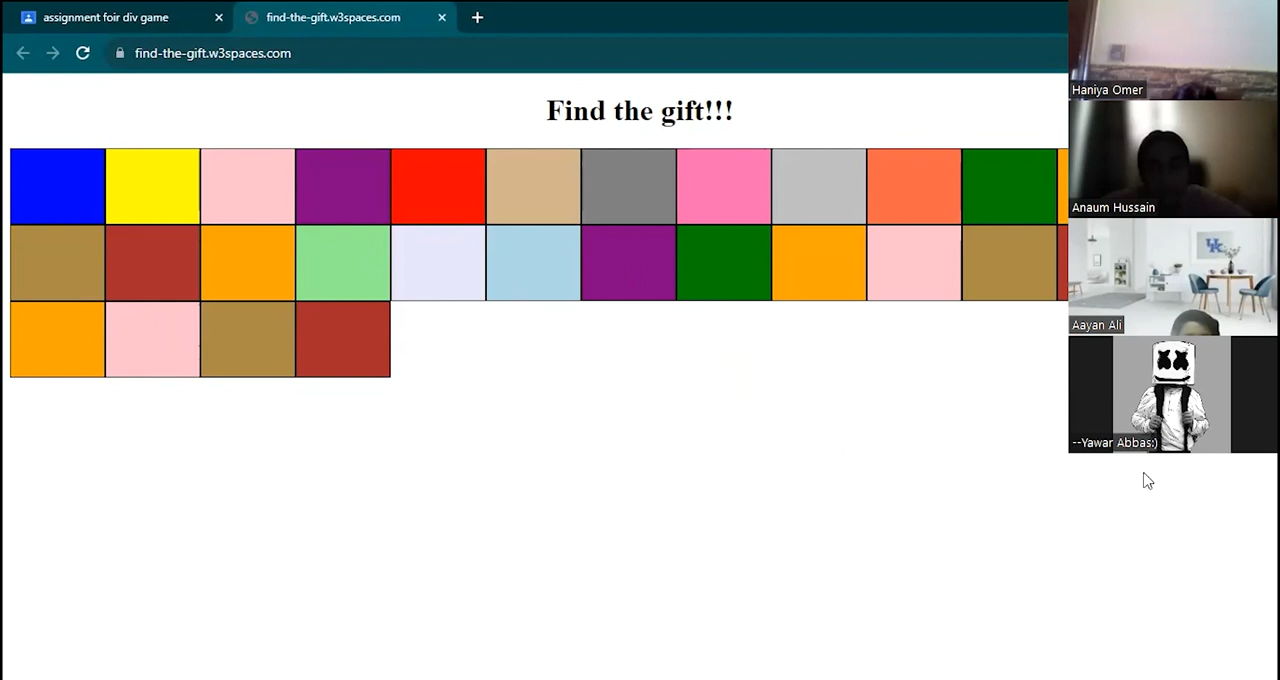 assignment foir div game
find-the-gift.w3spaces.com
find-the-gift.w3spaces.com
Find the gift!!!
Haniya Omer
Anaum Hussain
UK
Aayan Ali
--Yawar Abbas:)